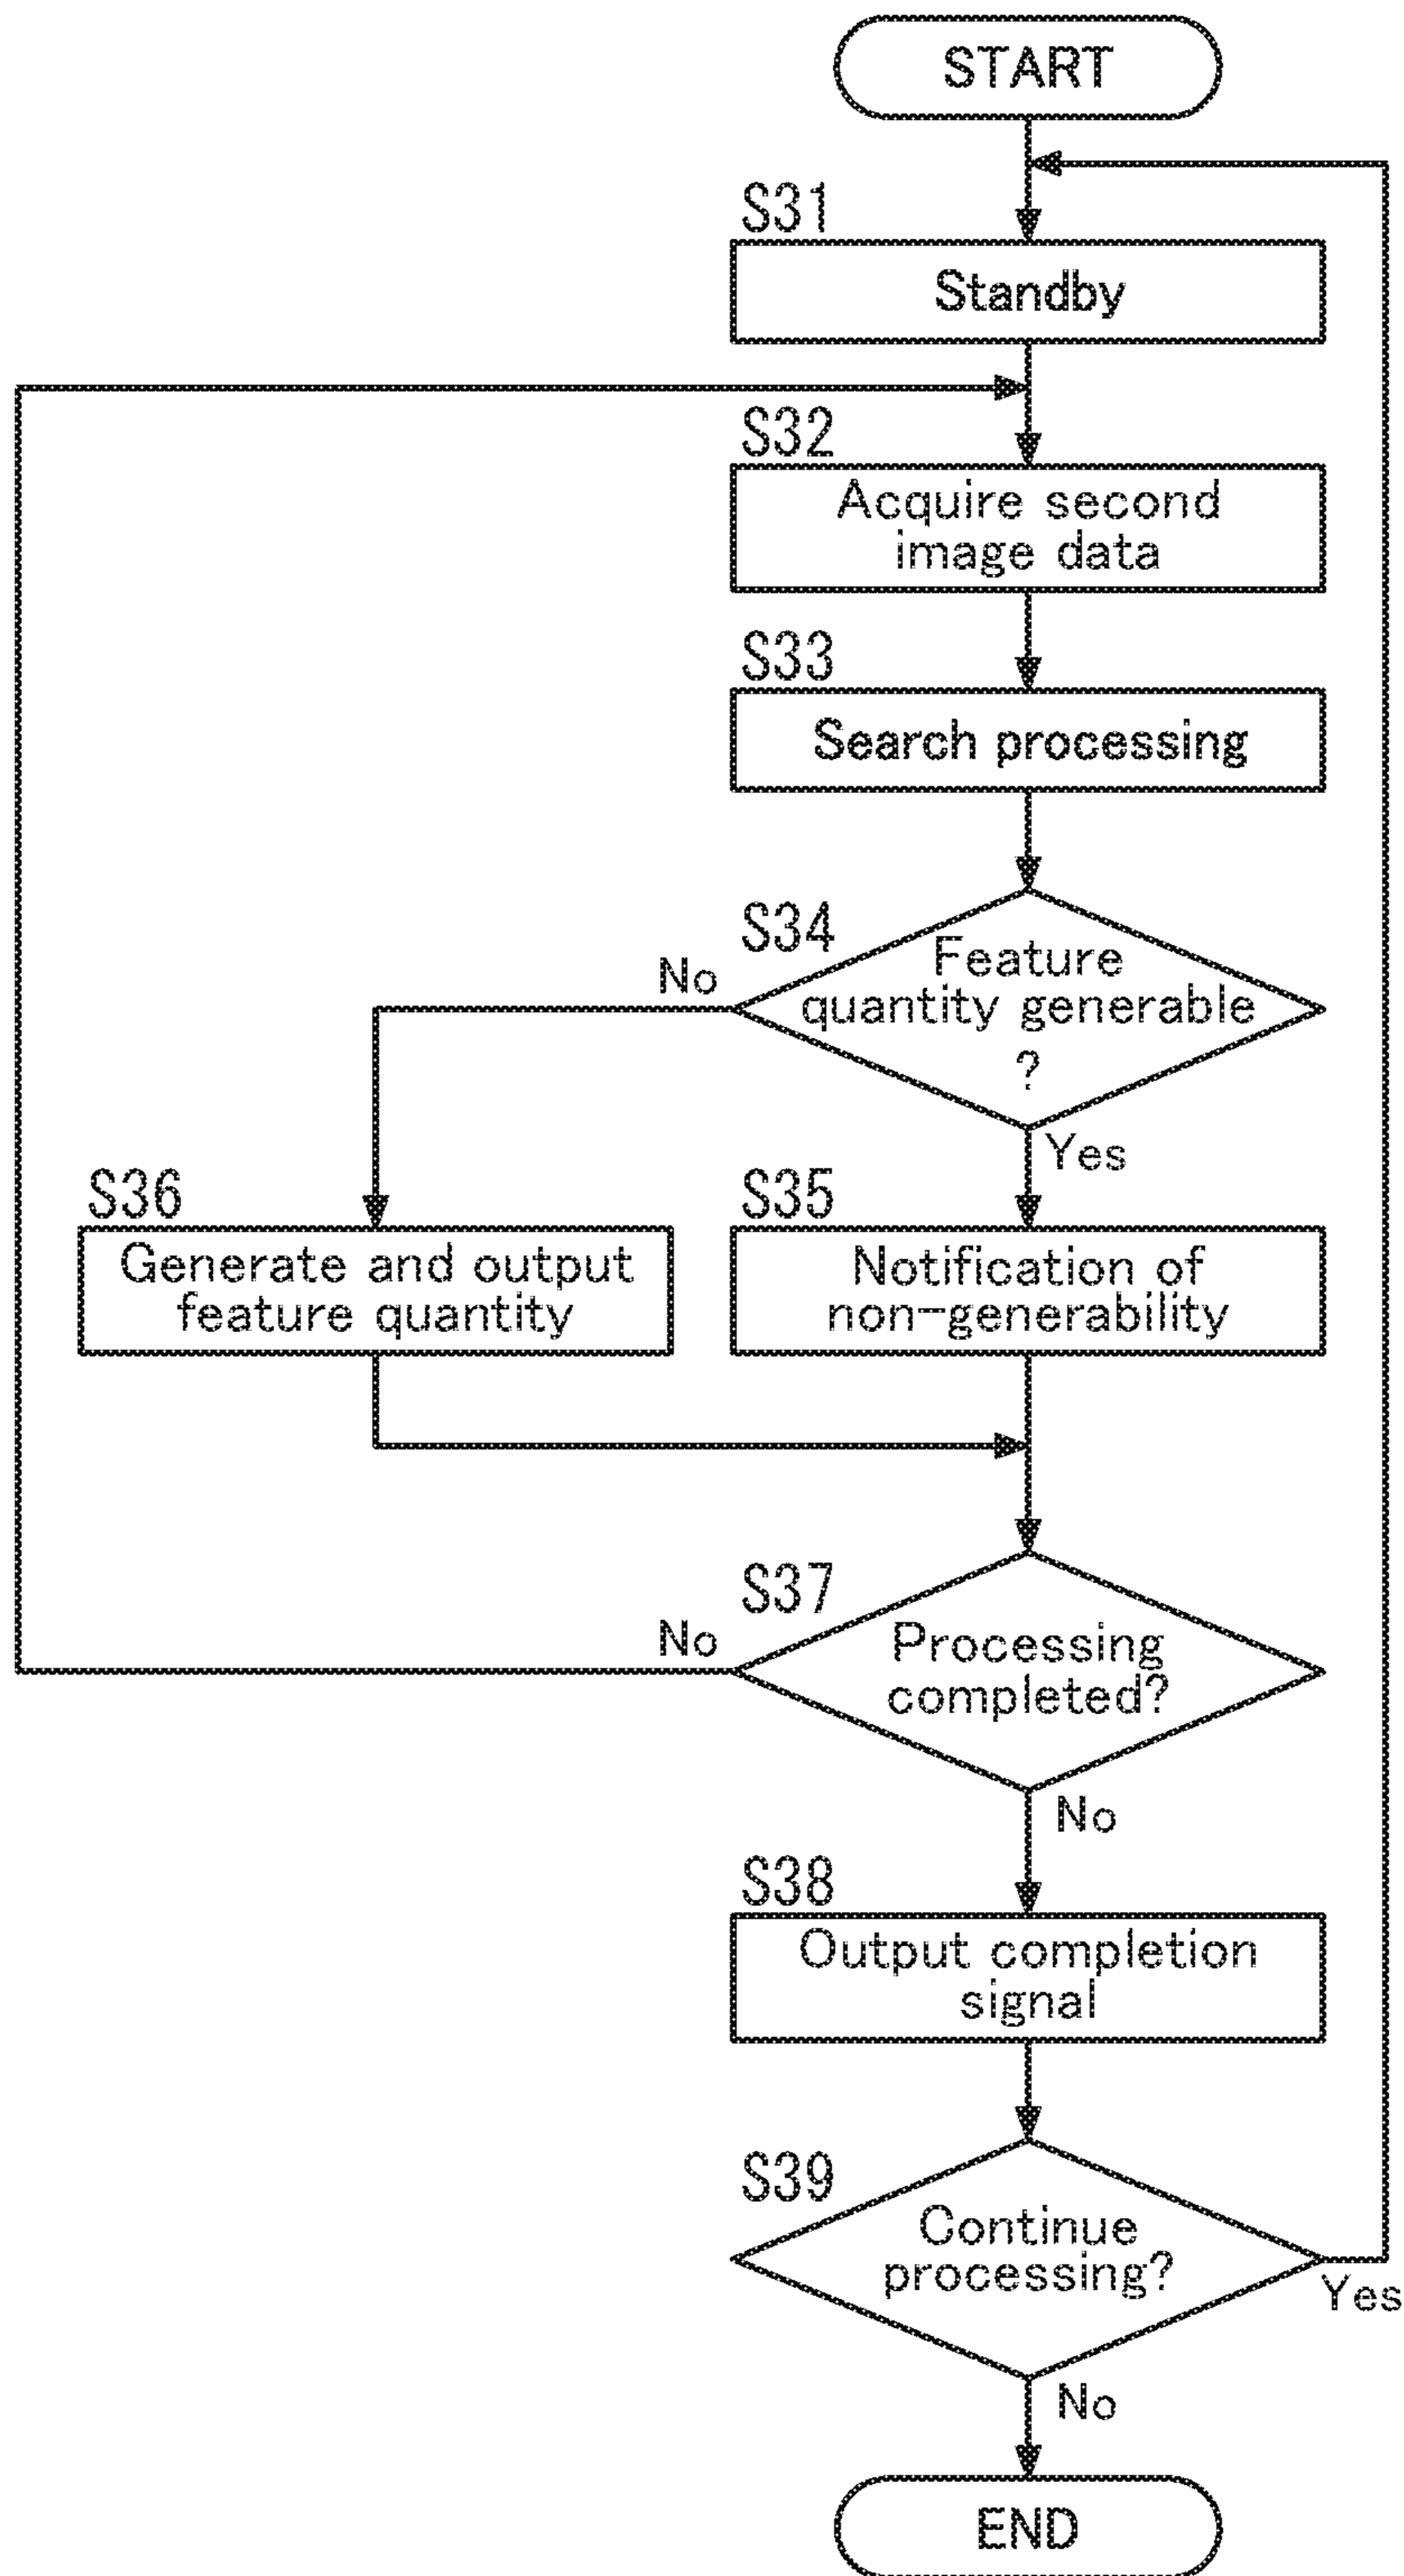 START
S31
Standby
S32
Acquire second
image data
S33
Search processing
S34
Feature
quantity generable
?
No
Yes
S36
Generate and output
feature quantity
S35
Notification of
non-generability
S37
Processing
completed?
No
No
S38
Output completion
signal
S39
Continue
processing?
Yes
No
END